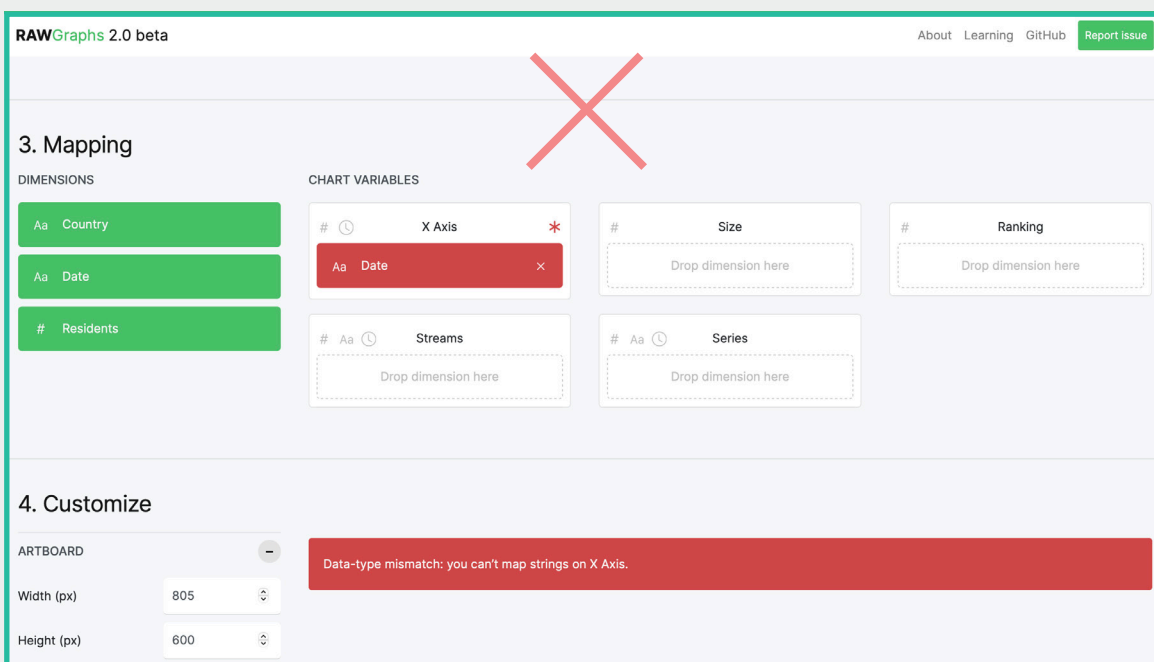 RAWGraphs 2.0 beta
About Learning GitHub Report issue
3. Mapping
DIMENSIONS
Aa Country
Aa Date
# Residents
CHART VARIABLES
# X Axis *
Aa Date ×
# Size
Drop dimension here
# Ranking
Drop dimension here
# Aa Streams
Drop dimension here
# Aa Series
Drop dimension here
4. Customize
ARTBOARD
Width (px) 805
Height (px) 600
Data-type mismatch: you can't map strings on X Axis.